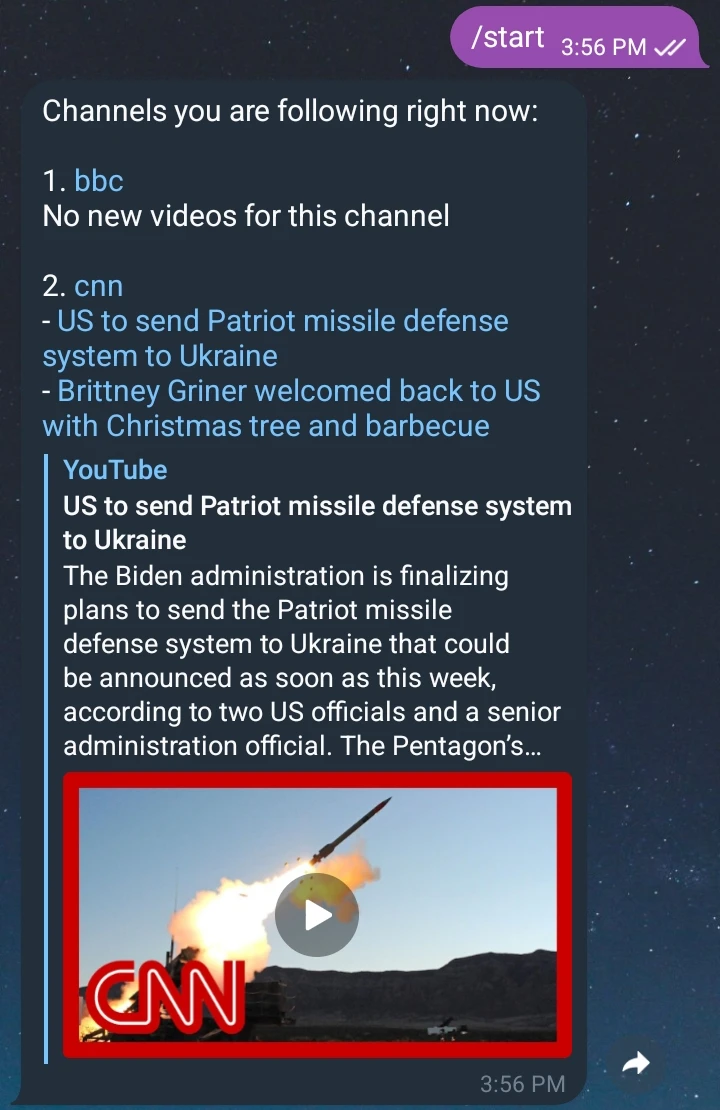 /start 3:56 PM
Channels you are following right now:
1. bbc
No new videos for this channel
2. cnn
- US to send Patriot missile defense
system to Ukraine
- Brittney Griner welcomed back to US
with Christmas tree and barbecue
YouTube
US to send Patriot missile defense system
to Ukraine
The Biden administration is finalizing
plans to send the Patriot missile
defense system to Ukraine that could
be announced as soon as this week,
according to two US officials and a senior
administration official. The Pentagon’s...
CNN
3:56 PM